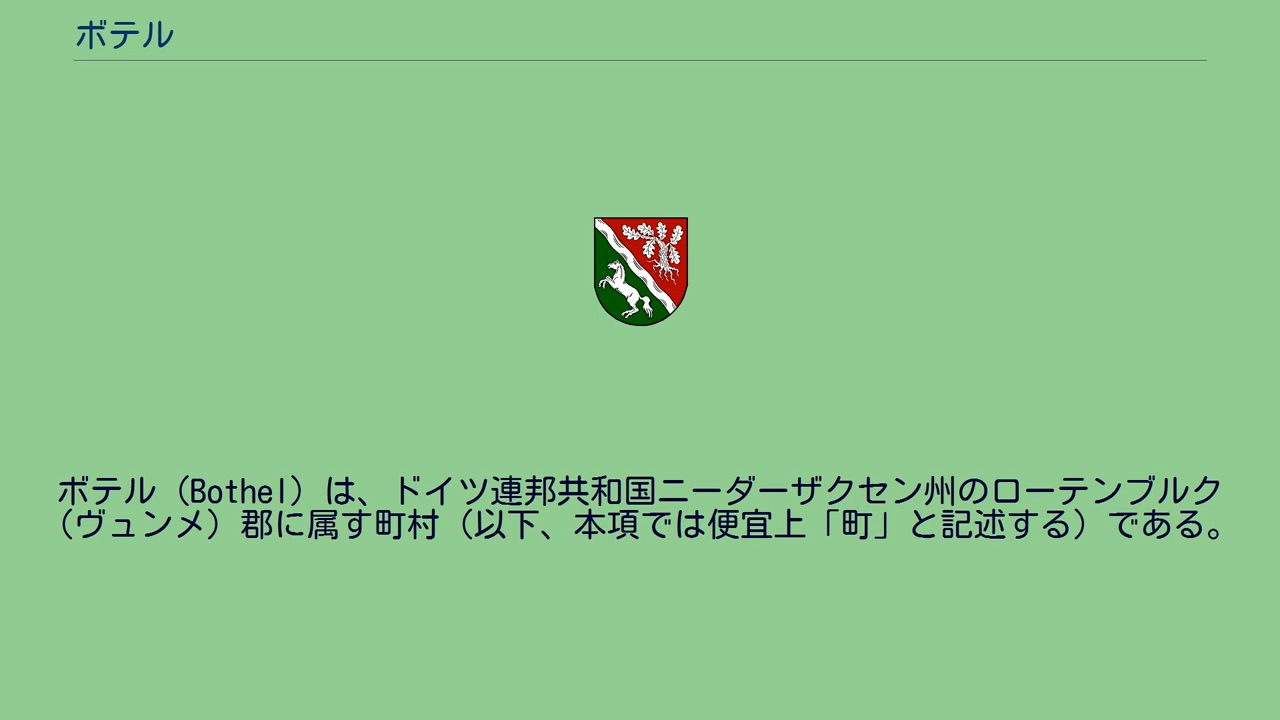 ボテル
ボテル（Bothel）は、ドイツ連邦共和国ニーダーザクセン州のローテンブルク
（ヴュンメ）郡に属す町村（以下、本項では便宜上「町」と記述する）である。